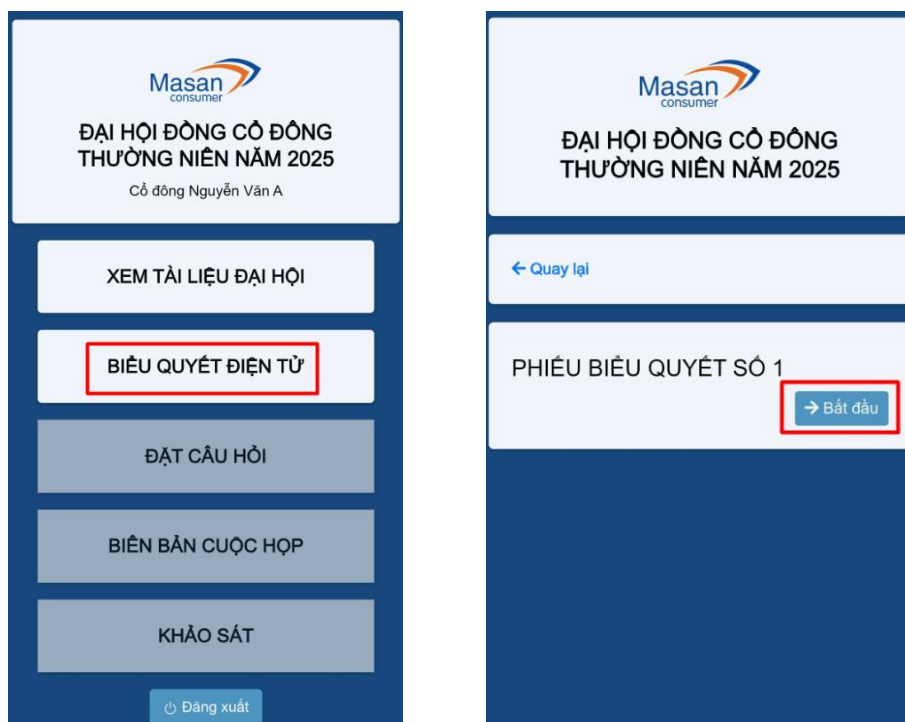 Masan
consumer
ĐẠI HỘI ĐỒNG CỔ ĐÔNG
THƯỜNG NIÊN NĂM 2025
Cổ đông Nguyễn Văn A
XEM TÀI LIỆU ĐẠI HỘI
BIỂU QUYẾT ĐIỆN TỬ
ĐẶT CÂU HỎI
BIÊN BẢN CUỘC HỌP
KHẢO SÁT
Đăng xuất
Masan
consumer
ĐẠI HỘI ĐỒNG CỔ ĐÔNG
THƯỜNG NIÊN NĂM 2025
← Quay lại
PHIẾU BIỂU QUYẾT SỐ 1
→ Bắt đầu